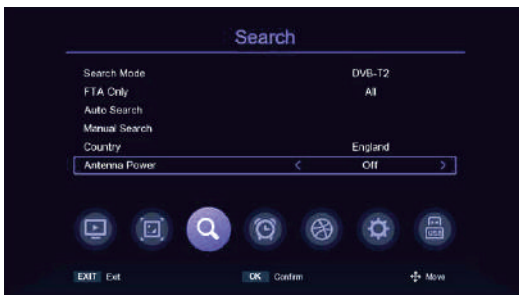 Search
Search Mode DVB-T2
FTA Only All
Auto Search
Manual Search
Country England
Antenna Power < Off >
USB
EXIT Exit OK Confirm Move